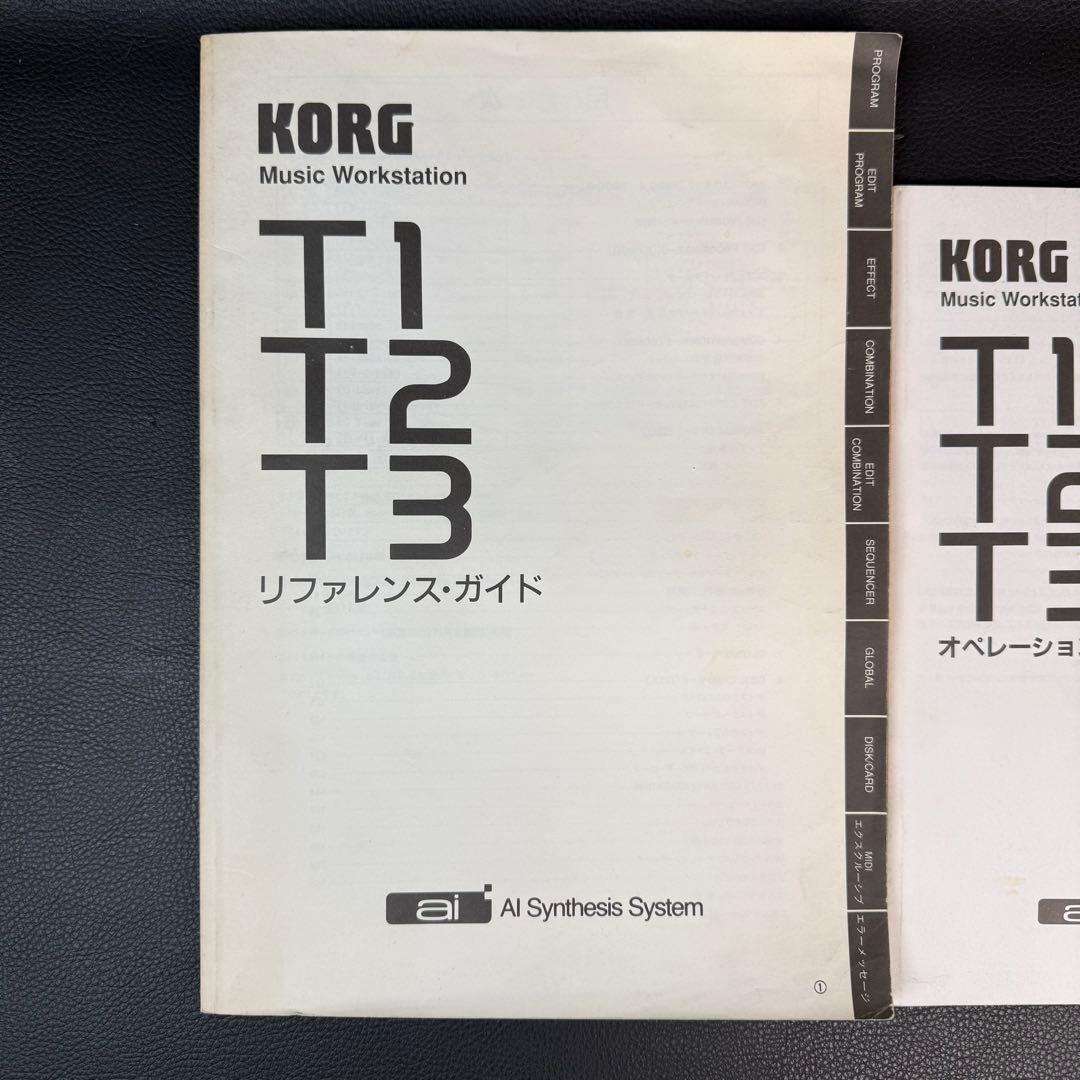 KORG
Music Workstation
T1
T2
T3
リファレンス・ガイド
ai AI Synthesis System
①
PROGRAM
EDIT
PROGRAM
EFFECT
COMBINATION
EDIT
COMBINATION
SEQUENCER
GLOBAL
DISK/CARD
MIDI
エクスクルーシブ
エラーメッセージ
KORG
Music Worksta
T1
T
T
オペレーショ
a